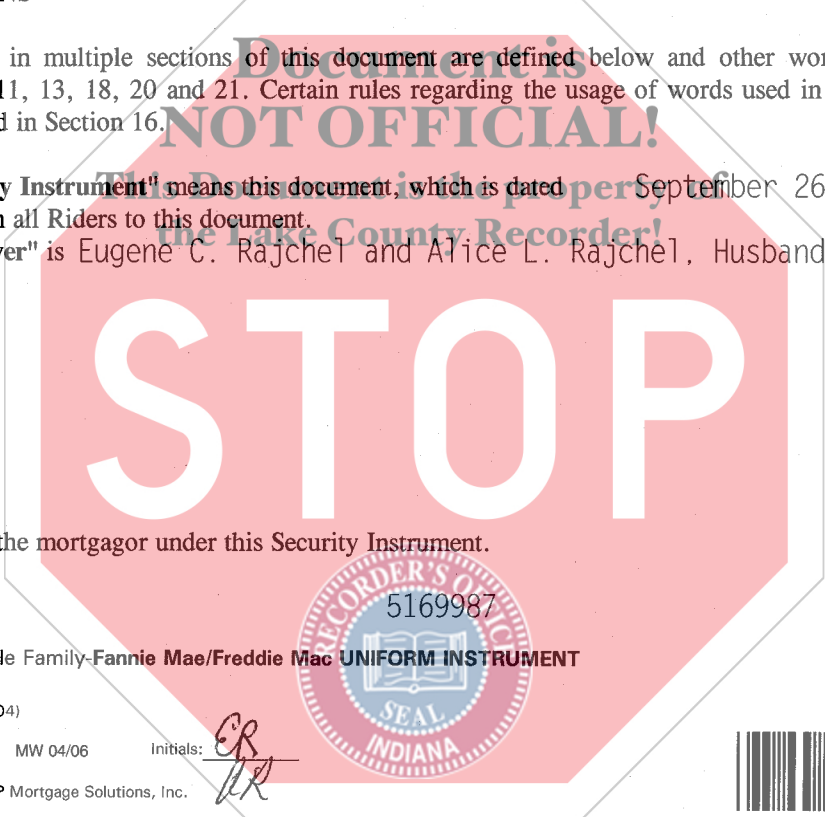 in multiple sections of this document are defined below and other wor
11, 13, 18, 20 and 21. Certain rules regarding the usage of words used in
d in Section 16.
Document is
NOT OFFICIAL!
This Document is the property of
the Lake County Recorder!
y Instrument" means this document, which is dated September 26
n all Riders to this document.
er" is Eugene C. Rajchel and Alice L. Rajchel, Husband
STOP
the mortgagor under this Security Instrument.
RECORDER'S OFFICE
5169987
SEAL
INDIANA
le Family-Fannie Mae/Freddie Mac UNIFORM INSTRUMENT
04)
MW 04/06 Initials: ER
AR
P Mortgage Solutions, Inc.